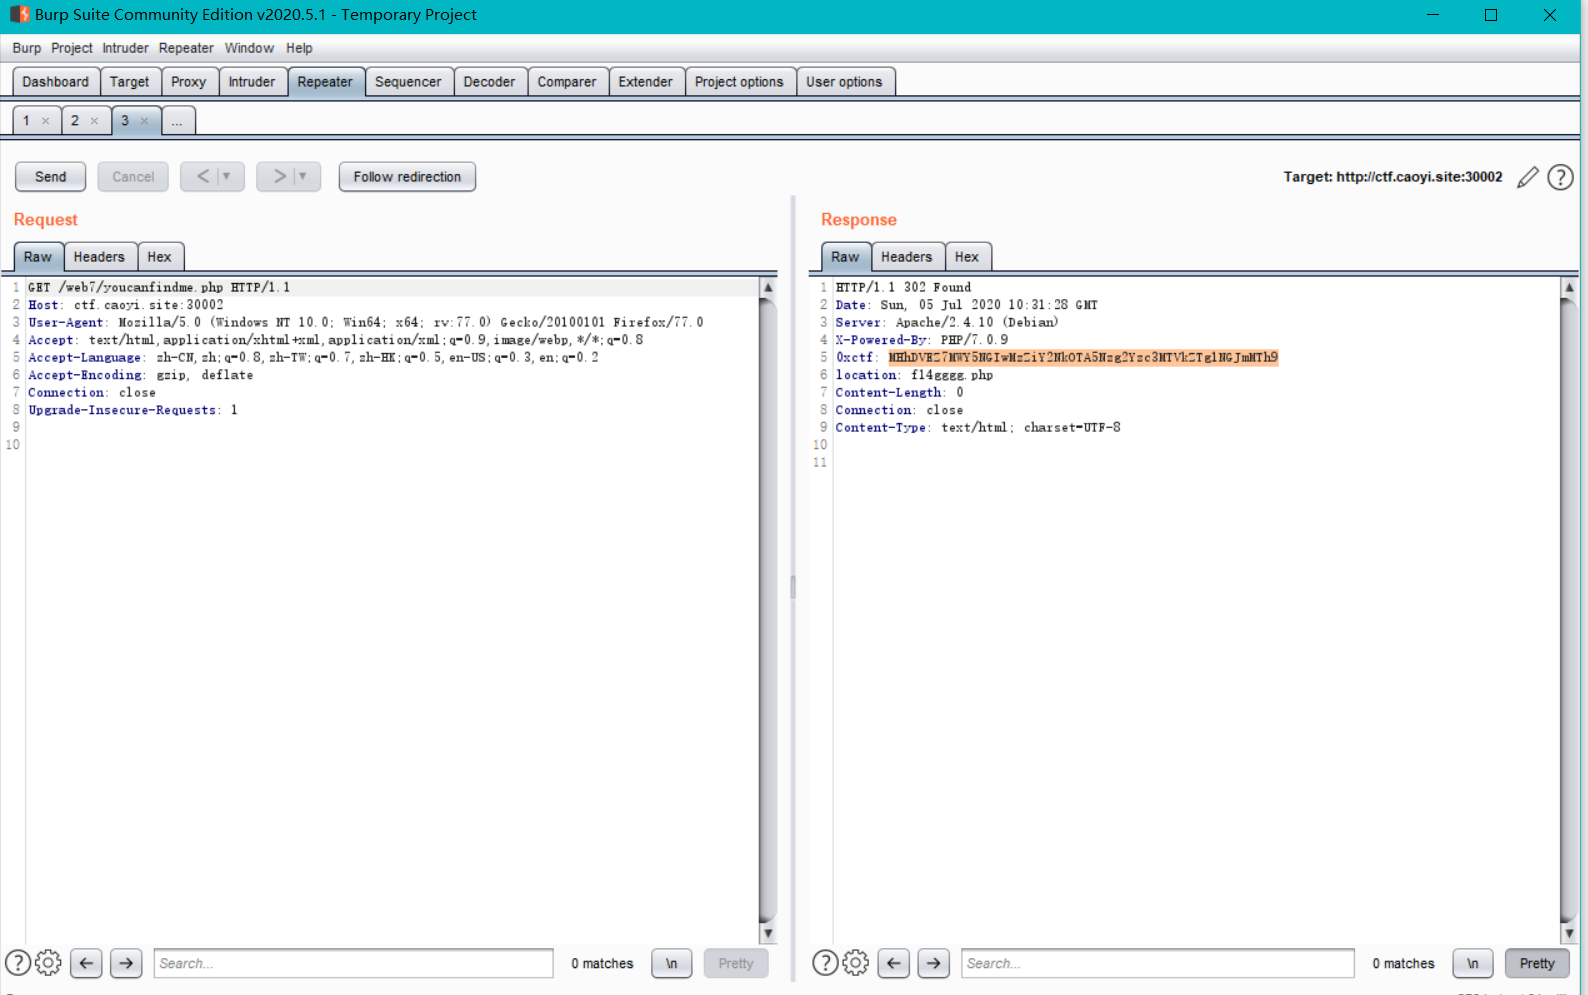 Burp Suite Community Edition v2020.5.1 - Temporary Project
Burp Project Intruder Repeater Window Help
Dashboard Target Proxy Intruder Repeater Sequencer Decoder Comparer Extender Project options User options
1 × 2 × 3 × ...
Send Cancel < > Follow redirection Target: http://ctf.caoyi.site:30002 ?
Request
Raw Headers Hex
1 GET /web7/youcanfindme.php HTTP/1.1
2 Host: ctf.caoyi.site:30002
3 User-Agent: Mozilla/5.0 (Windows NT 10.0; Win64; x64; rv:77.0) Gecko/20100101 Firefox/77.0
4 Accept: text/html,application/xhtml+xml,application/xml;q=0.9,image/webp,*/*;q=0.8
5 Accept-Language: zh-CN,zh;q=0.8,zh-TW;q=0.7,zh-HK;q=0.5,en-US;q=0.3,en;q=0.2
6 Accept-Encoding: gzip, deflate
7 Connection: close
8 Upgrade-Insecure-Requests: 1
9
10
? \n Search... 0 matches Pretty
Response
Raw Headers Hex
1 HTTP/1.1 302 Found
2 Date: Sun, 05 Jul 2020 10:31:28 GMT
3 Server: Apache/2.4.10 (Debian)
4 X-Powered-By: PHP/7.0.9
5 0xctf: MHhDVEZ7MWY5NGIwMzZiY2NkOTA5Nzg2Yzc3MTVkZTg1NGJmMTh9
6 location: fl4gggg.php
7 Content-Length: 0
8 Connection: close
9 Content-Type: text/html; charset=UTF-8
10
11
? Search... 0 matches \n Pretty